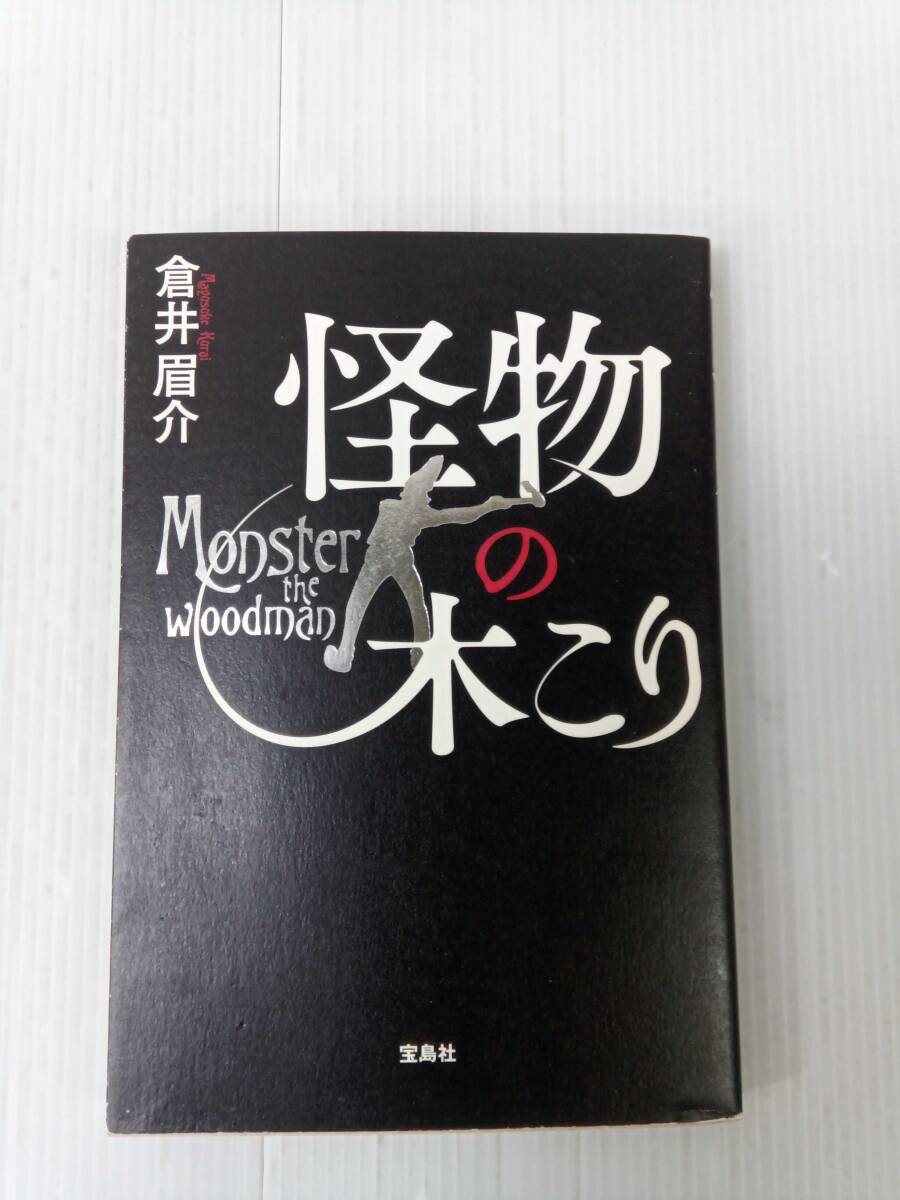 倉井眉介
Mayusuke Kurai
怪物
の
木こり
Monster
the
woodman
宝島社